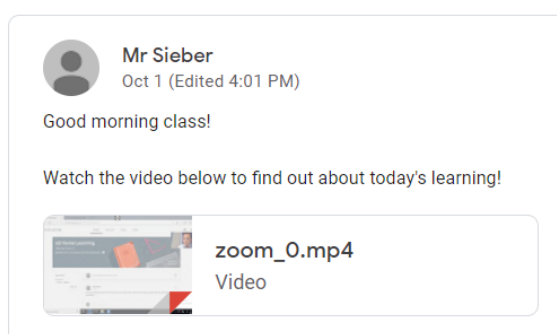 Mr Sieber
Oct 1 (Edited 4:01 PM)
Good morning class!
Watch the video below to find out about today's learning!
zoom_0.mp4
Video